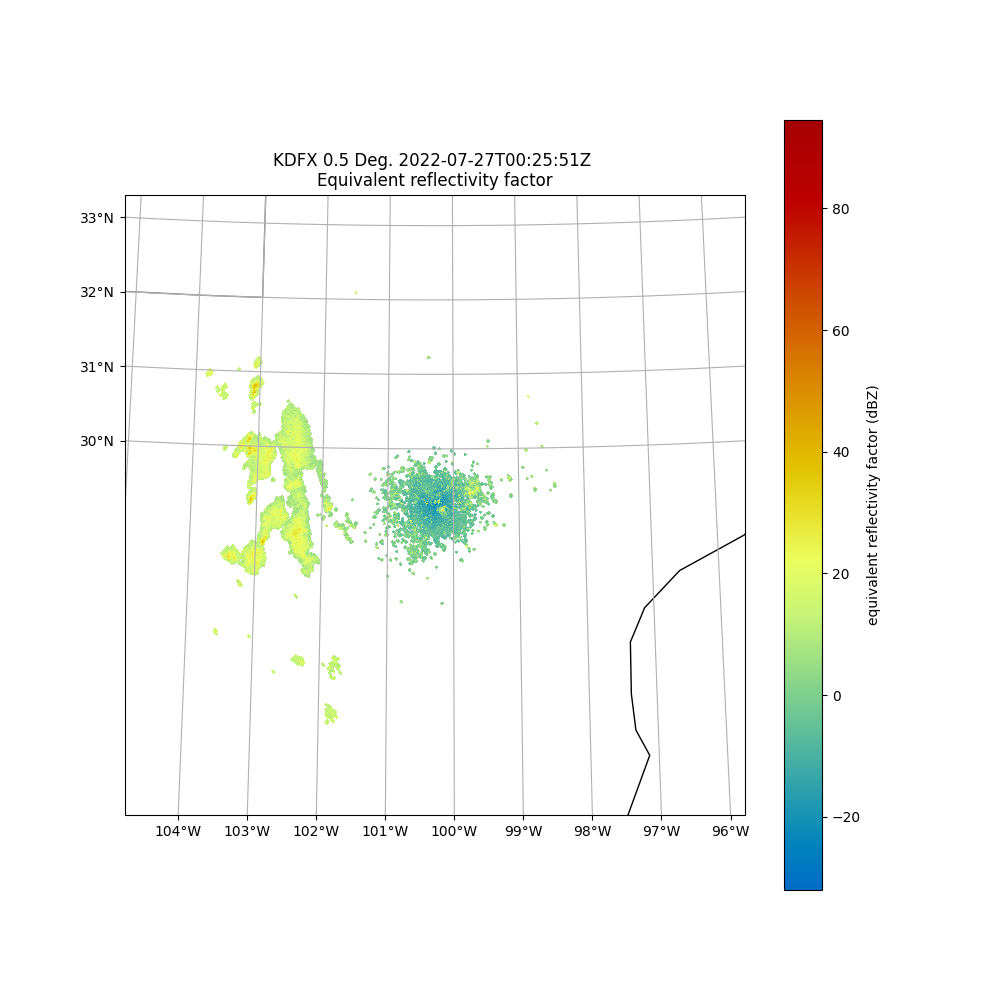 KDFX 0.5 Deg. 2022-07-27T00:25:51Z
Equivalent reflectivity factor
33°N
32°N
31°N
30°N
104°W 103°W 102°W 101°W 100°W 99°W 98°W 97°W 96°W
80
60
40
20
0
−20
equivalent reflectivity factor (dBZ)